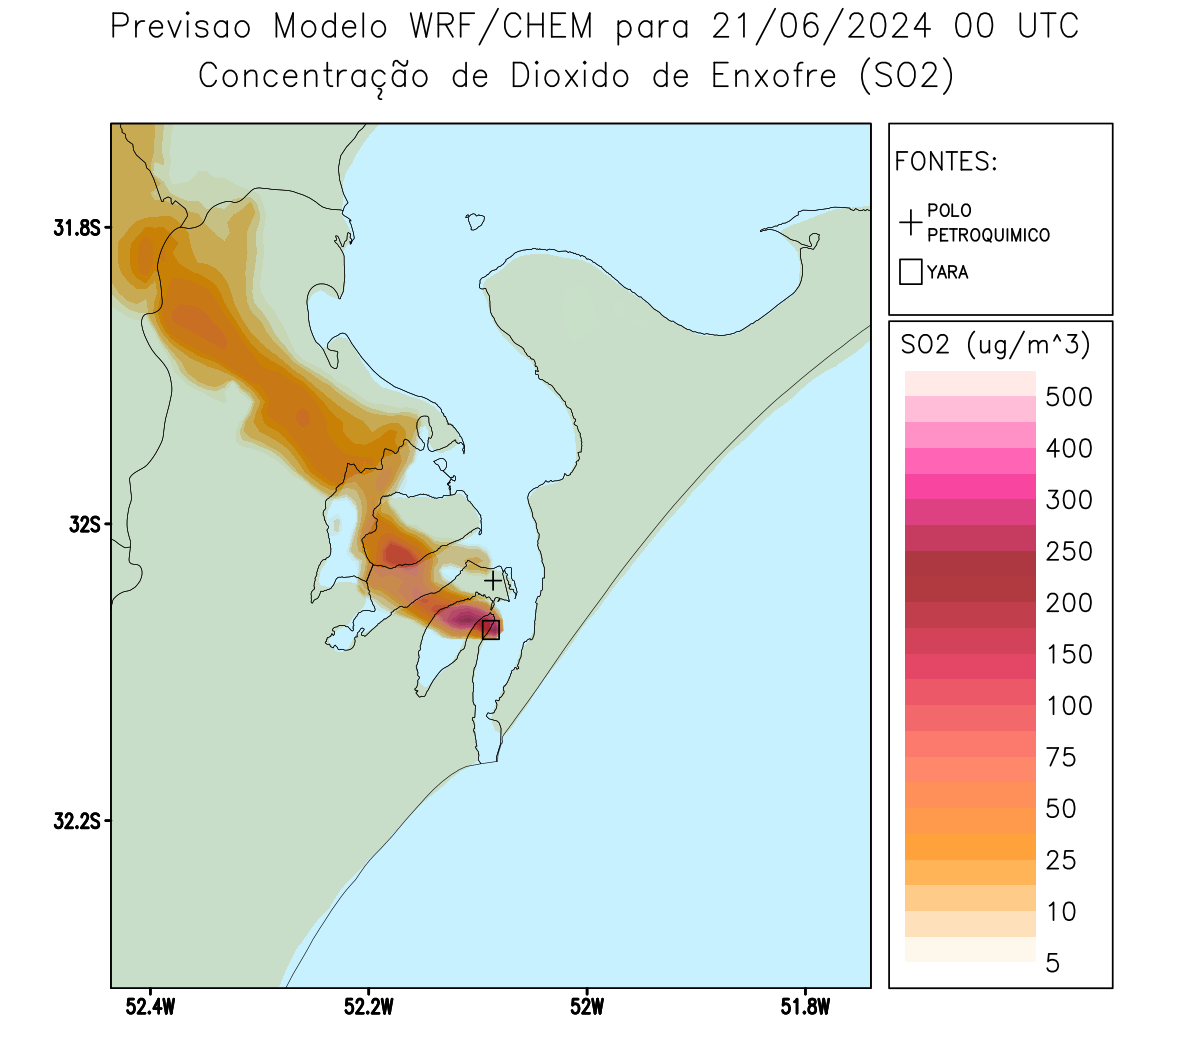 Previsao Modelo WRF/CHEM para 21/06/2024 00 UTC
Concentração de Dioxido de Enxofre (SO2)
FONTES:
POLO
PETROQUIMICO
YARA
SO2 (ug/m^3)
500
400
300
250
200
150
100
75
50
25
10
5
31.8S
32S
32.2S
52.4W
52.2W
52W
51.8W